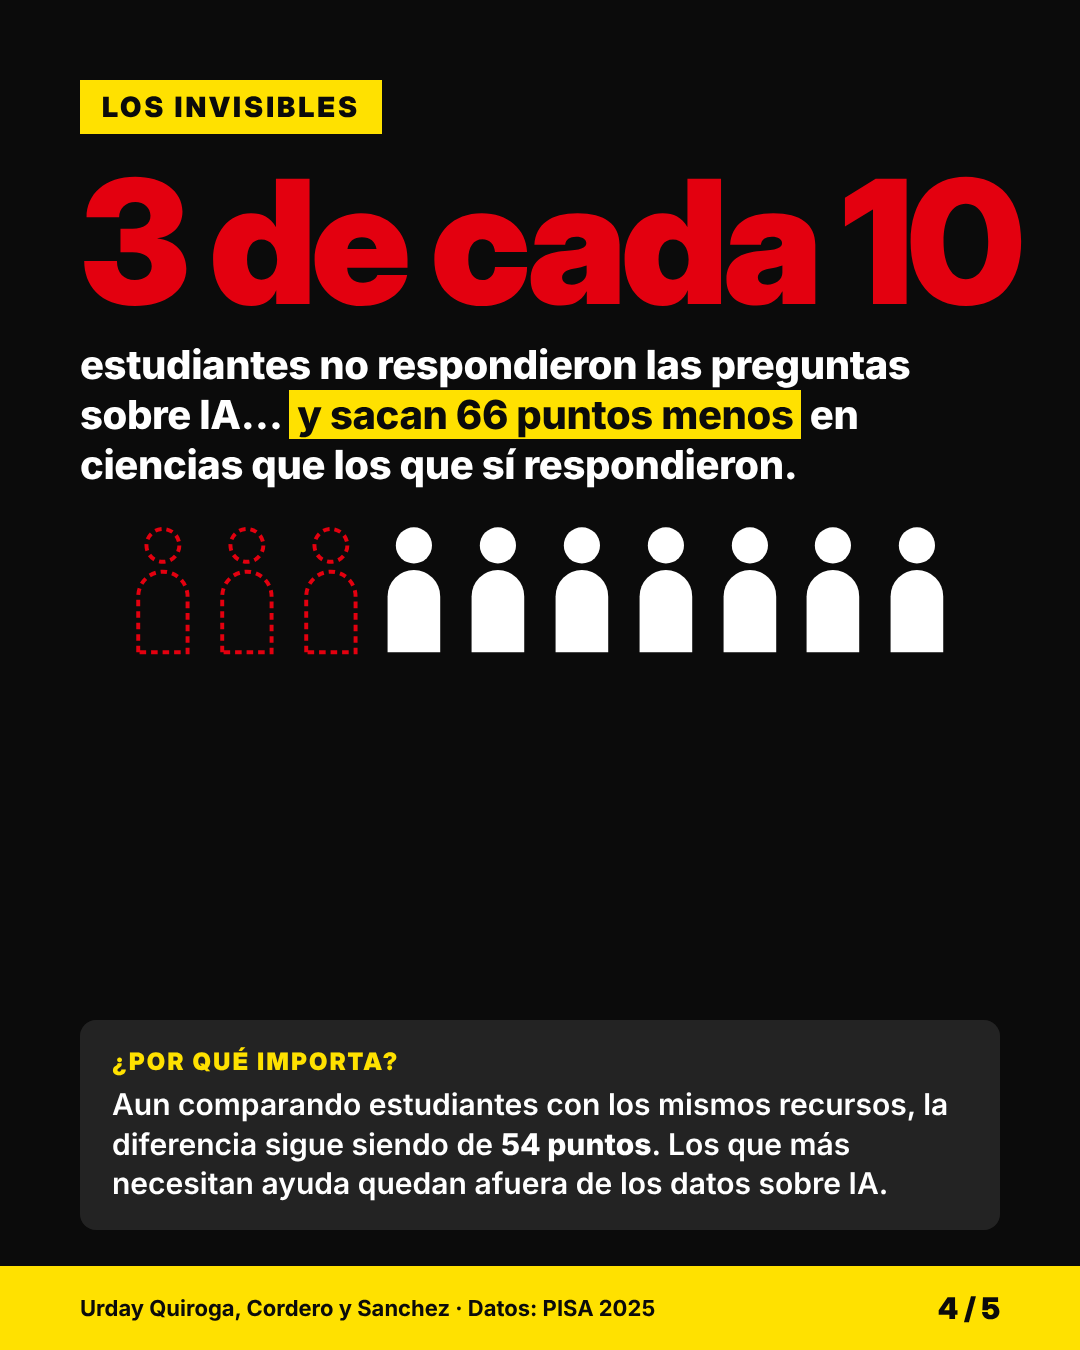 LOS INVISIBLES
3 de cada 10
estudiantes no respondieron las preguntas
sobre IA… y sacan 66 puntos menos en
ciencias que los que sí respondieron.
¿POR QUÉ IMPORTA?
Aun comparando estudiantes con los mismos recursos, la
diferencia sigue siendo de 54 puntos. Los que más
necesitan ayuda quedan afuera de los datos sobre IA.
Urday Quiroga, Cordero y Sanchez · Datos: PISA 2025
4 / 5